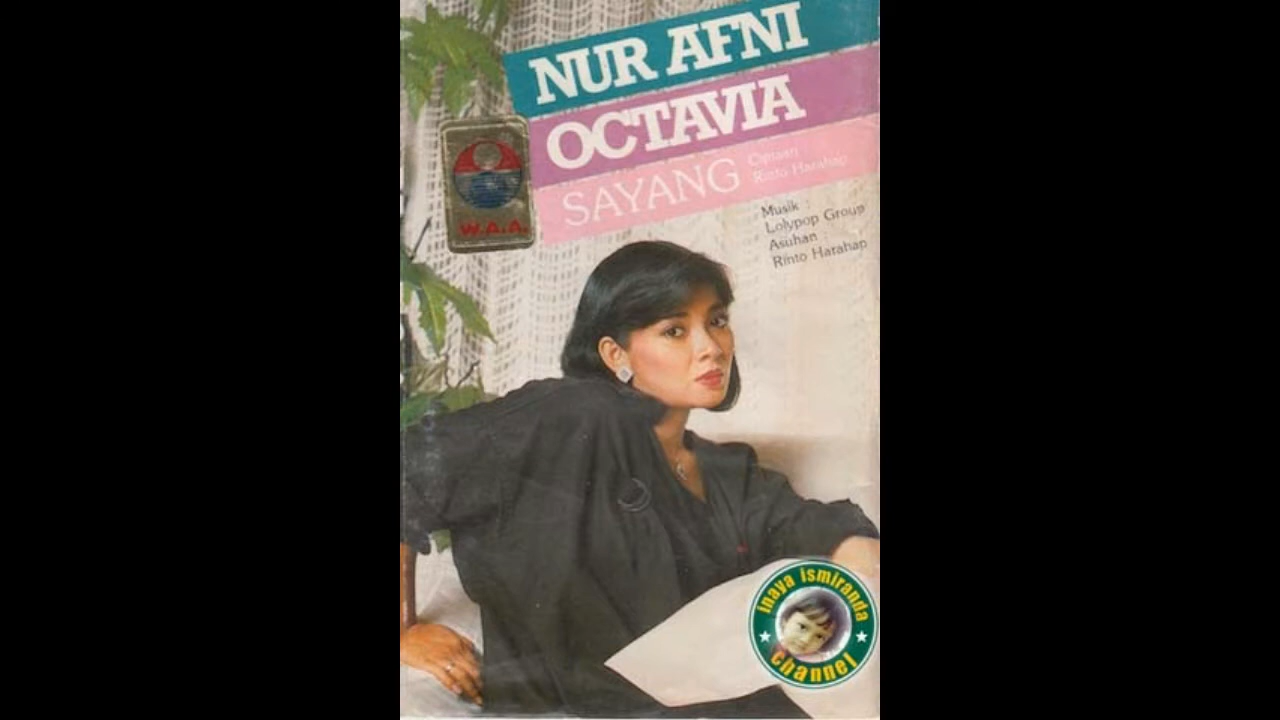 NUR AFNI
OCTAVIA
SAYANG
Ciptaan
Rinto Harahap
W.A.A.
Musik :
Lolypop Group
Asuhan :
Rinto Harahap
inaya ismiranda
channel